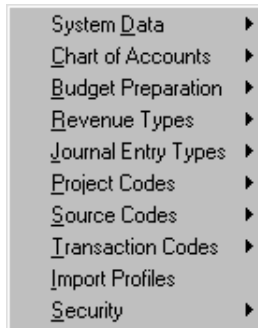 System Data
Chart of Accounts
Budget Preparation
Revenue Types
Journal Entry Types
Project Codes
Source Codes
Transaction Codes
Import Profiles
Security